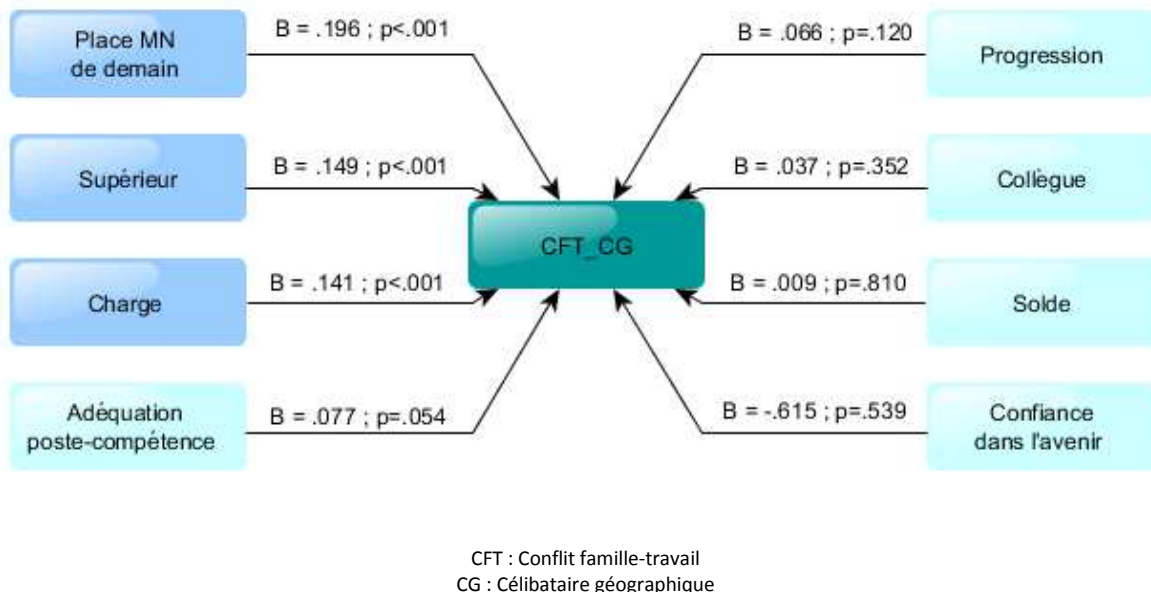 Place MN
de demain
B = .196 ; p<.001
B = .066 ; p=.120
Progression
Supérieur
B = .149 ; p<.001
B = .037 ; p=.352
Collègue
CFT_CG
Charge
B = .141 ; p<.001
B = .009 ; p=.810
Solde
Adéquation
poste-compétence
B = .077 ; p=.054
B = -.615 ; p=.539
Confiance
dans l'avenir
CFT : Conflit famille-travail
CG : Célibataire géographique